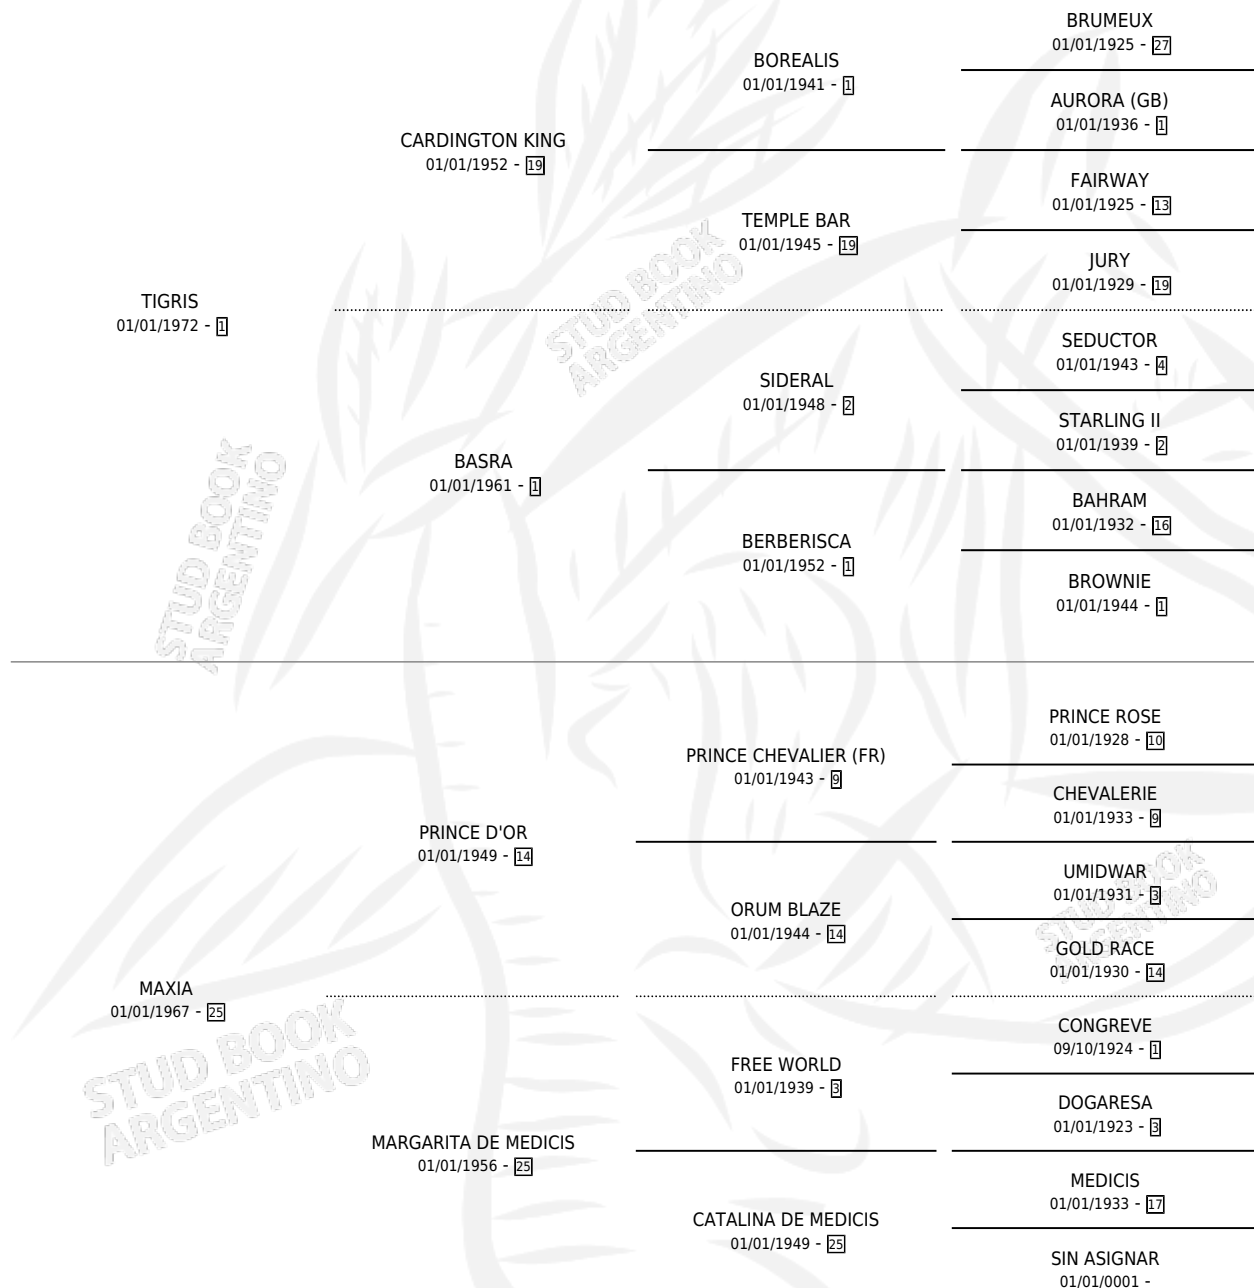 BRUMEUX
01/01/1925 - 27
BOREALIS
01/01/1941 - 1
AURORA (GB)
01/01/1936 - 1
CARDINGTON KING
01/01/1952 - 19
FAIRWAY
01/01/1925 - 13
TEMPLE BAR
01/01/1945 - 19
JURY
01/01/1929 - 19
TIGRIS
01/01/1972 - 1
SEDUCTOR
01/01/1943 - 4
SIDERAL
01/01/1948 - 2
STARLING II
01/01/1939 - 2
BASRA
01/01/1961 - 1
BAHRAM
01/01/1932 - 16
BERBERISCA
01/01/1952 - 1
BROWNIE
01/01/1944 - 1
PRINCE ROSE
01/01/1928 - 10
PRINCE CHEVALIER (FR)
01/01/1943 - 9
CHEVALERIE
01/01/1933 - 9
PRINCE D'OR
01/01/1949 - 14
UMIDWAR
01/01/1931 - 3
ORUM BLAZE
01/01/1944 - 14
GOLD RACE
01/01/1930 - 14
MAXIA
01/01/1967 - 25
CONGREVE
09/10/1924 - 1
FREE WORLD
01/01/1939 - 3
DOGARESA
01/01/1923 - 3
MARGARITA DE MEDICIS
01/01/1956 - 25
MEDICIS
01/01/1933 - 17
CATALINA DE MEDICIS
01/01/1949 - 25
SIN ASIGNAR
01/01/0001 -
STUD BOOK
ARGENTINO
STUD BOOK
ARGENTINO
STUD BOOK
ARGENTINO
STUD BOOK
ARGENTINO